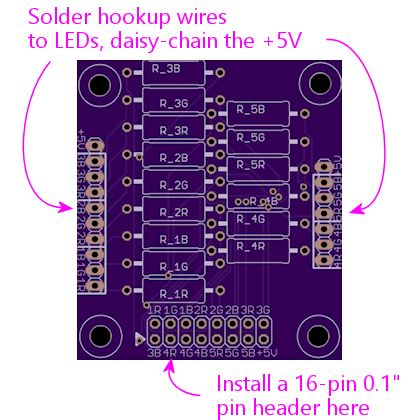 Solder hookup wires
to LEDs, daisy-chain the +5V
R_3B
R_3G
R_3R
R_2B
R_2G
R_2R
R_1B
R_1G
R_1R
R_5B
R_5G
R_5R
R_4B
R_4G
R_4R
+5V
3B
3G
3R
2B
2G
2R
1B
1G
1R
+5V
5B
5G
5R
4B
4G
4R
1R 1G 1B 2R 2G 2B 3R 3G
3B 4R 4G 4B 5R 5G 5B +5V
Install a 16-pin 0.1"
pin header here